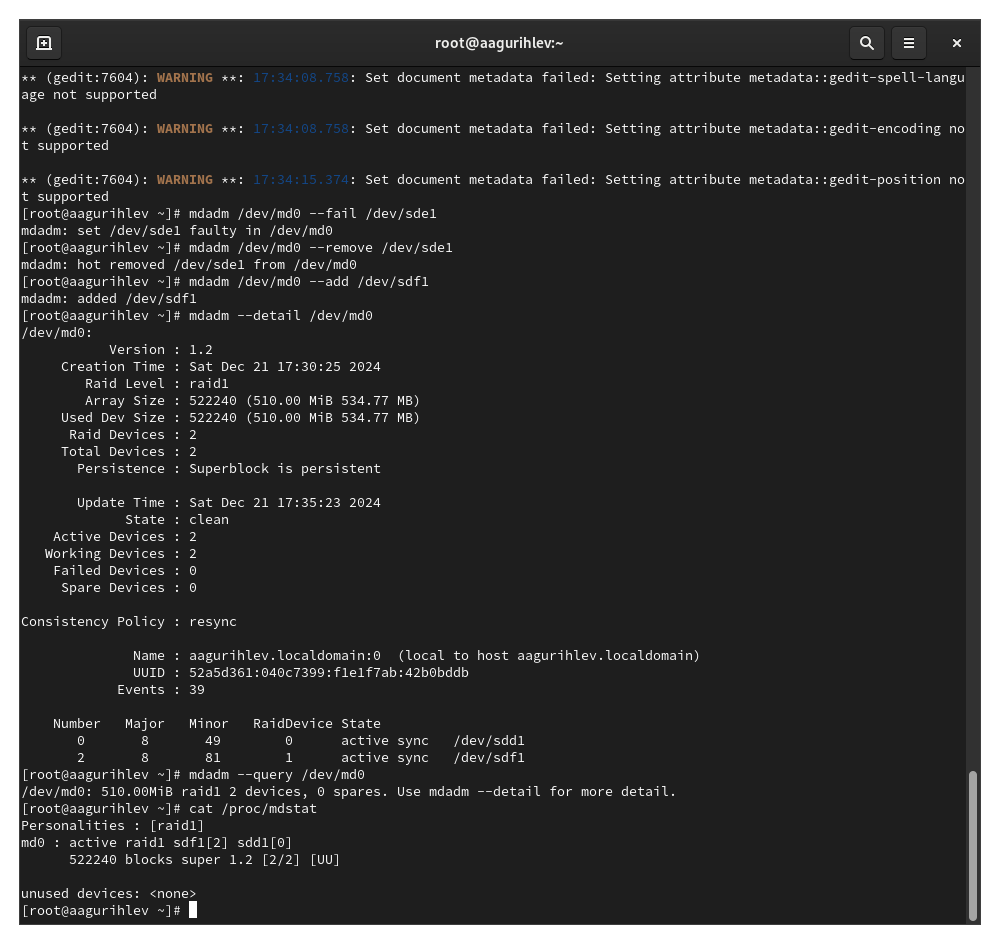 root@aagurihlev:~
** (gedit:7604): WARNING **: 17:34:08.758: Set document metadata failed: Setting attribute metadata::gedit-spell-langu
age not supported
** (gedit:7604): WARNING **: 17:34:08.758: Set document metadata failed: Setting attribute metadata::gedit-encoding no
t supported
** (gedit:7604): WARNING **: 17:34:15.374: Set document metadata failed: Setting attribute metadata::gedit-position no
t supported
[root@aagurihlev ~]# mdadm /dev/md0 --fail /dev/sde1
mdadm: set /dev/sde1 faulty in /dev/md0
[root@aagurihlev ~]# mdadm /dev/md0 --remove /dev/sde1
mdadm: hot removed /dev/sde1 from /dev/md0
[root@aagurihlev ~]# mdadm /dev/md0 --add /dev/sdf1
mdadm: added /dev/sdf1
[root@aagurihlev ~]# mdadm --detail /dev/md0
/dev/md0:
Version : 1.2
Creation Time : Sat Dec 21 17:30:25 2024
Raid Level : raid1
Array Size : 522240 (510.00 MiB 534.77 MB)
Used Dev Size : 522240 (510.00 MiB 534.77 MB)
Raid Devices : 2
Total Devices : 2
Persistence : Superblock is persistent
Update Time : Sat Dec 21 17:35:23 2024
State : clean
Active Devices : 2
Working Devices : 2
Failed Devices : 0
Spare Devices : 0
Consistency Policy : resync
Name : aagurihlev.localdomain:0  (local to host aagurihlev.localdomain)
UUID : 52a5d361:040c7399:f1e1f7ab:42b0bddb
Events : 39
Number   Major   Minor   RaidDevice State
0       8       49        0      active sync   /dev/sdd1
2       8       81        1      active sync   /dev/sdf1
[root@aagurihlev ~]# mdadm --query /dev/md0
/dev/md0: 510.00MiB raid1 2 devices, 0 spares. Use mdadm --detail for more detail.
[root@aagurihlev ~]# cat /proc/mdstat
Personalities : [raid1]
md0 : active raid1 sdf1[2] sdd1[0]
522240 blocks super 1.2 [2/2] [UU]
unused devices: <none>
[root@aagurihlev ~]#